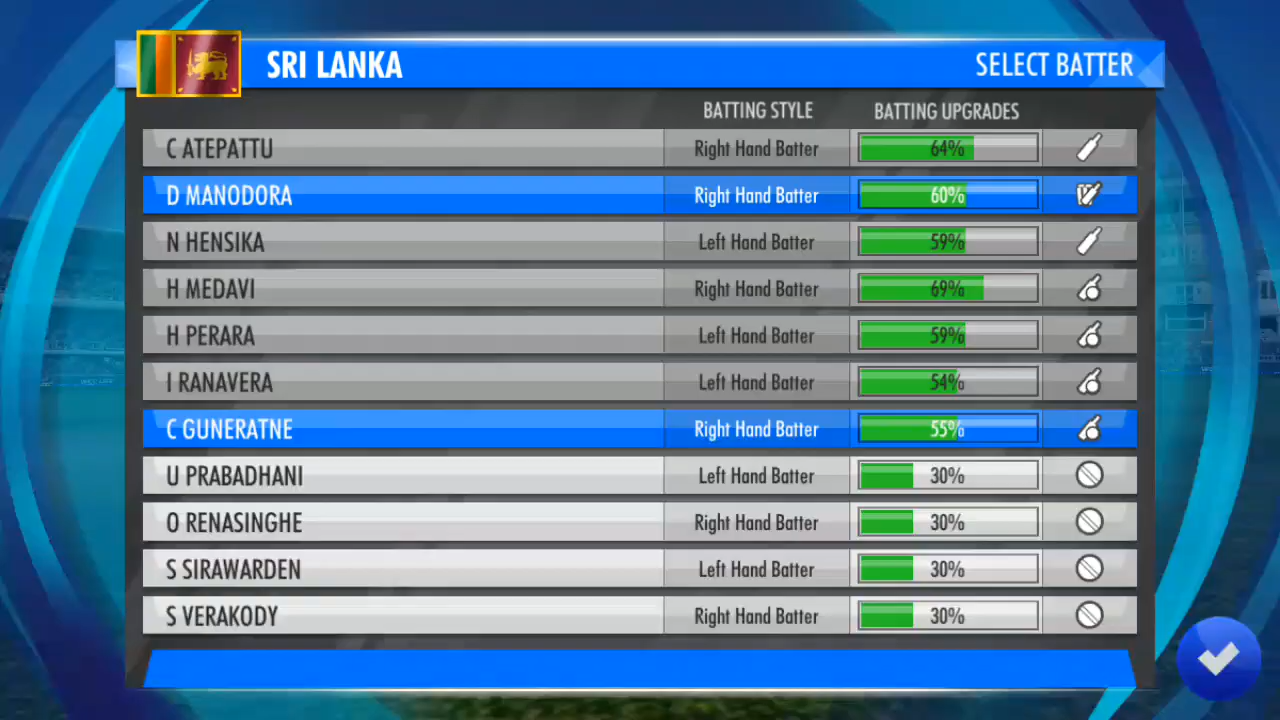 SRI LANKA SELECT BATTER
BATTING STYLE BATTING UPGRADES
C ATEPATTU Right Hand Batter 64%
D MANODORA Right Hand Batter 60%
N HENSIKA Left Hand Batter 59%
H MEDAVI Right Hand Batter 69%
H PERARA Left Hand Batter 59%
I RANAVERA Left Hand Batter 54%
C GUNERATNE Right Hand Batter 55%
U PRABADHANI Left Hand Batter 30%
O RENASINGHE Right Hand Batter 30%
S SIRAWARDEN Left Hand Batter 30%
S VERAKODY Right Hand Batter 30%